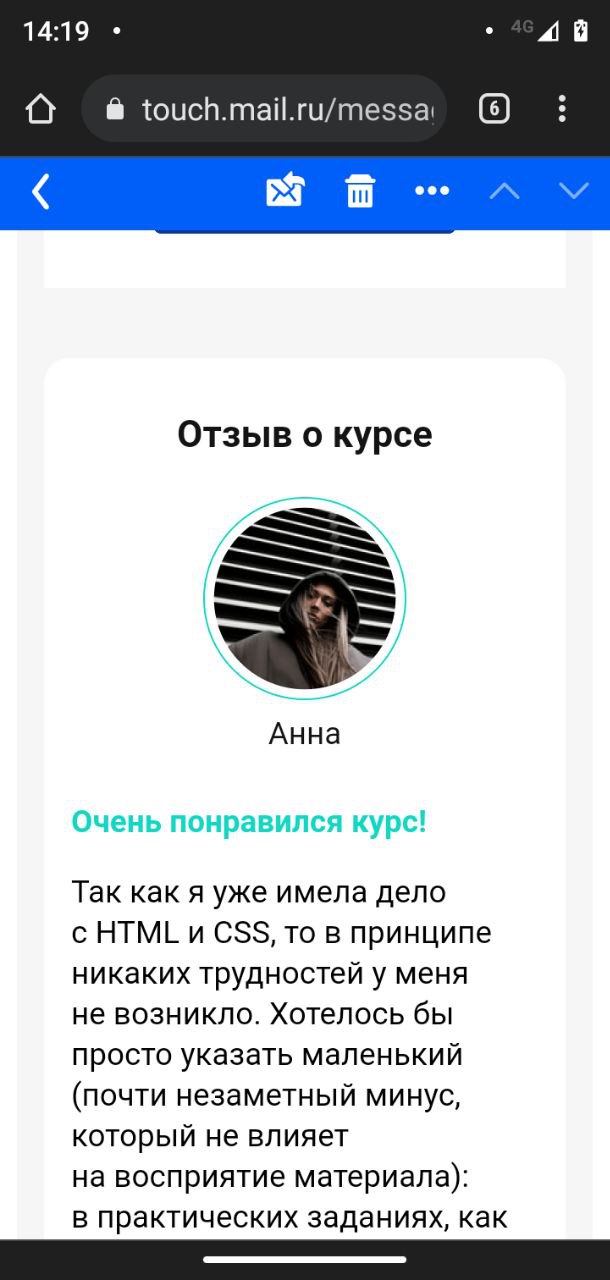 14:19
4G
touch.mail.ru/messa
6
Отзыв о курсе
Анна
Очень понравился курс!
Так как я уже имела дело
с HTML и CSS, то в принципе
никаких трудностей у меня
не возникло. Хотелось бы
просто указать маленький
(почти незаметный минус,
который не влияет
на восприятие материала):
в практических заданиях, как